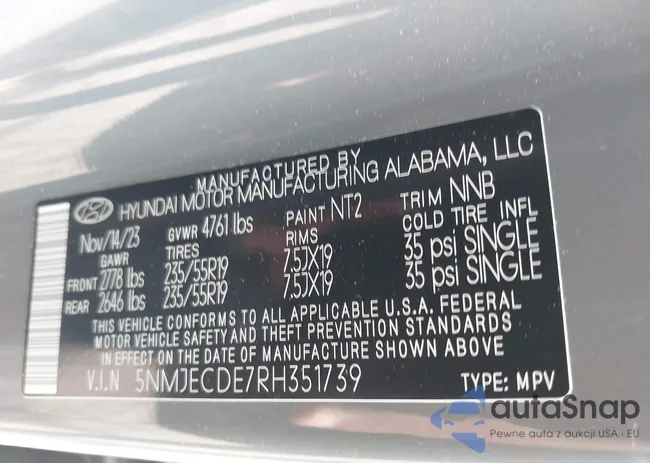 MANUFACTURED BY
HYUNDAI MOTOR MANUFACTURING ALABAMA, LLC
Nov/14/23 GVWR 4761 lbs PAINT NT2 TRIM NNB
GAWR TIRES RIMS COLD TIRE INFL
FRONT 2778 lbs 235/55R19 7.5JX19 35 psi SINGLE
REAR 2646 lbs 235/55R19 7.5JX19 35 psi SINGLE
THIS VEHICLE CONFORMS TO ALL APPLICABLE U.S.A. FEDERAL
MOTOR VEHICLE SAFETY AND THEFT PREVENTION STANDARDS
IN EFFECT ON THE DATE OF MANUFACTURE SHOWN ABOVE
V.I.N 5NMJECDE7RH351739 TYPE: MPV
autaSnap
Pewne auta z aukcji USA i EU